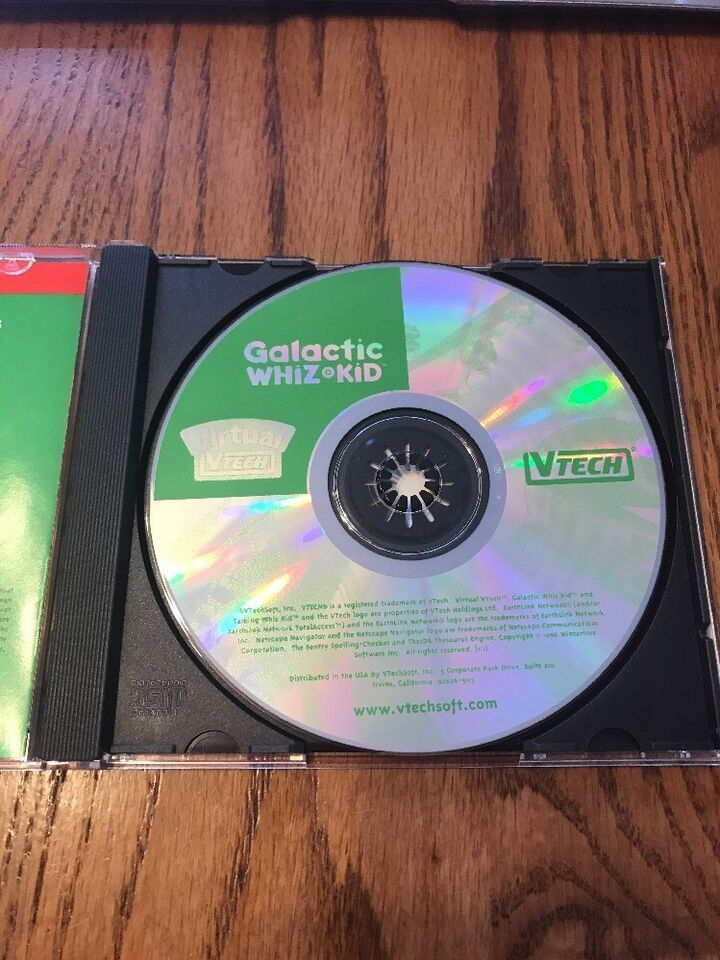 Galactic
WHiZ KiD™
Virtual
VTECH
VTECH®
©VTechSoft, Inc. VTECH® is a registered trademark of VTech. Virtual VTech™, Galactic Whiz Kid™ and
Talking Whiz Kid™ and the VTech logo are properties of VTech Holdings Ltd. EarthLink Network® (and/or
EarthLink Network TotalAccess™) and the EarthLink Network® logo are the trademarks of EarthLink Network,
Inc. Netscape Navigator and the Netscape Navigator logo are trademarks of Netscape Communications
Corporation. The Sentry Spelling-Checker and ThesDB Thesaurus Engine, Copyright © 1996 Wintertree
Software Inc. All rights reserved. (1.1)
Distributed in the USA by VTechSoft, Inc. 5 Corporate Park Drive, Suite
Irvine, California
www.vtechsoft.com